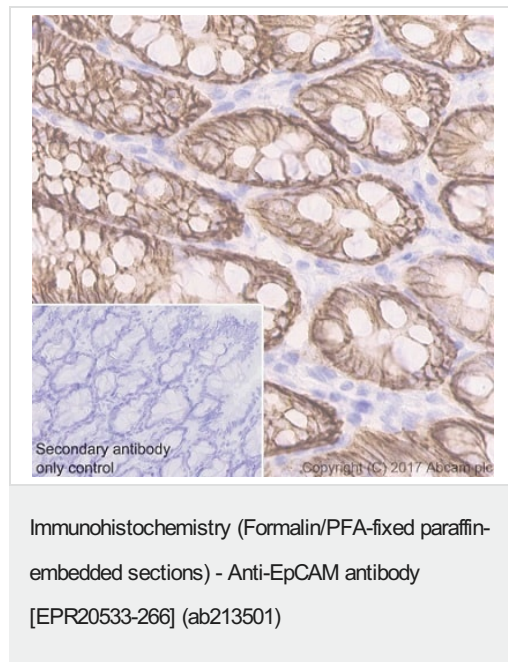 Secondary antibody
only control
Copyright (C) 2017 Abcam plc
Immunohistochemistry (Formalin/PFA-fixed paraffin-
embedded sections) - Anti-EpCAM antibody
[EPR20533-266] (ab213501)